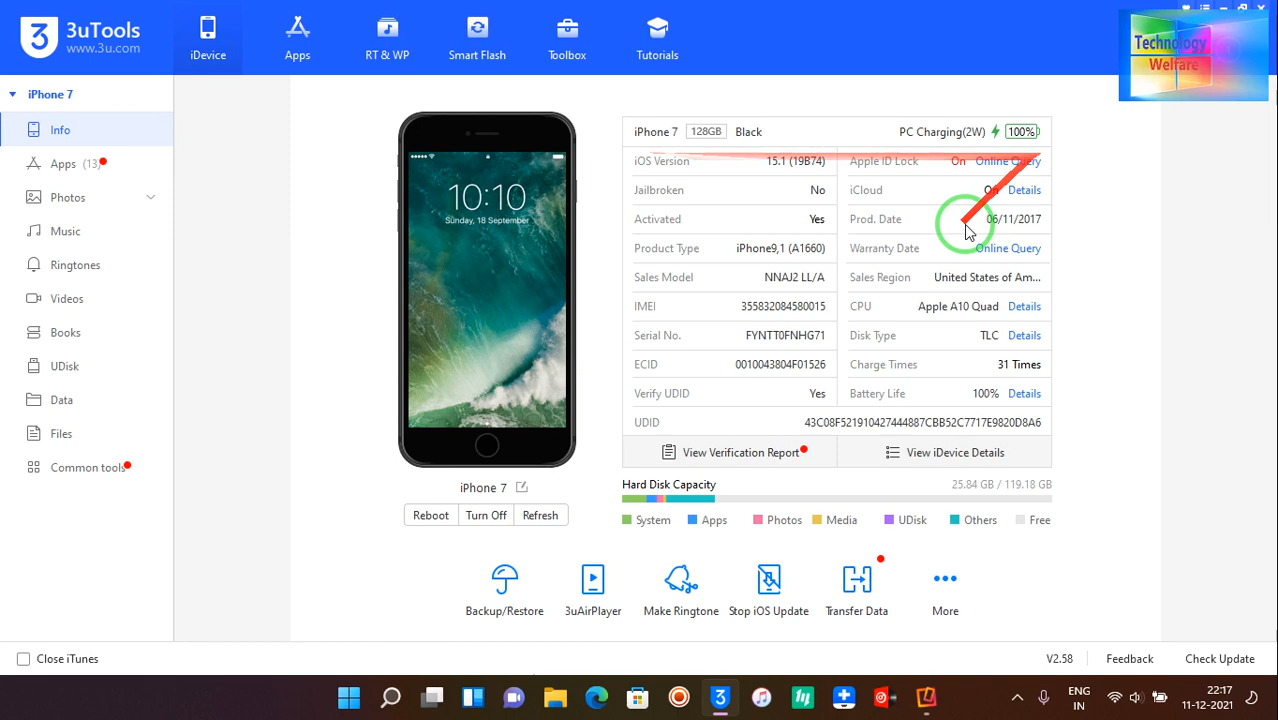 3uTools
www.3u.com
iDevice
Apps
RT & WP
Smart Flash
Toolbox
Tutorials
Technology
Welfare
iPhone 7
Info
Apps (13)
Photos
Music
Ringtones
Videos
Books
UDisk
Data
Files
Common tools
10:10
Sunday, 18 September
iPhone 7
Reboot Turn Off Refresh
iPhone 7 128GB Black PC Charging(2W) 100%
iOS Version 15.1 (19B74) Apple ID Lock On Online Query
Jailbroken No iCloud On Details
Activated Yes Prod. Date 06/11/2017
Product Type iPhone9,1 (A1660) Warranty Date Online Query
Sales Model NNAJ2 LL/A Sales Region United States of Am...
IMEI 355832084580015 CPU Apple A10 Quad Details
Serial No. FYNTT0FNHG71 Disk Type TLC Details
ECID 0010043804F01526 Charge Times 31 Times
Verify UDID Yes Battery Life 100% Details
UDID 43C08F521910427444887CBB52C7717E9820D8A6
View Verification Report View iDevice Details
Hard Disk Capacity 25.84 GB / 119.18 GB
System Apps Photos Media UDisk Others Free
Backup/Restore 3uAirPlayer Make Ringtone Stop iOS Update Transfer Data More
Close iTunes V2.58 Feedback Check Update
ENG
IN
22:17
11-12-2021